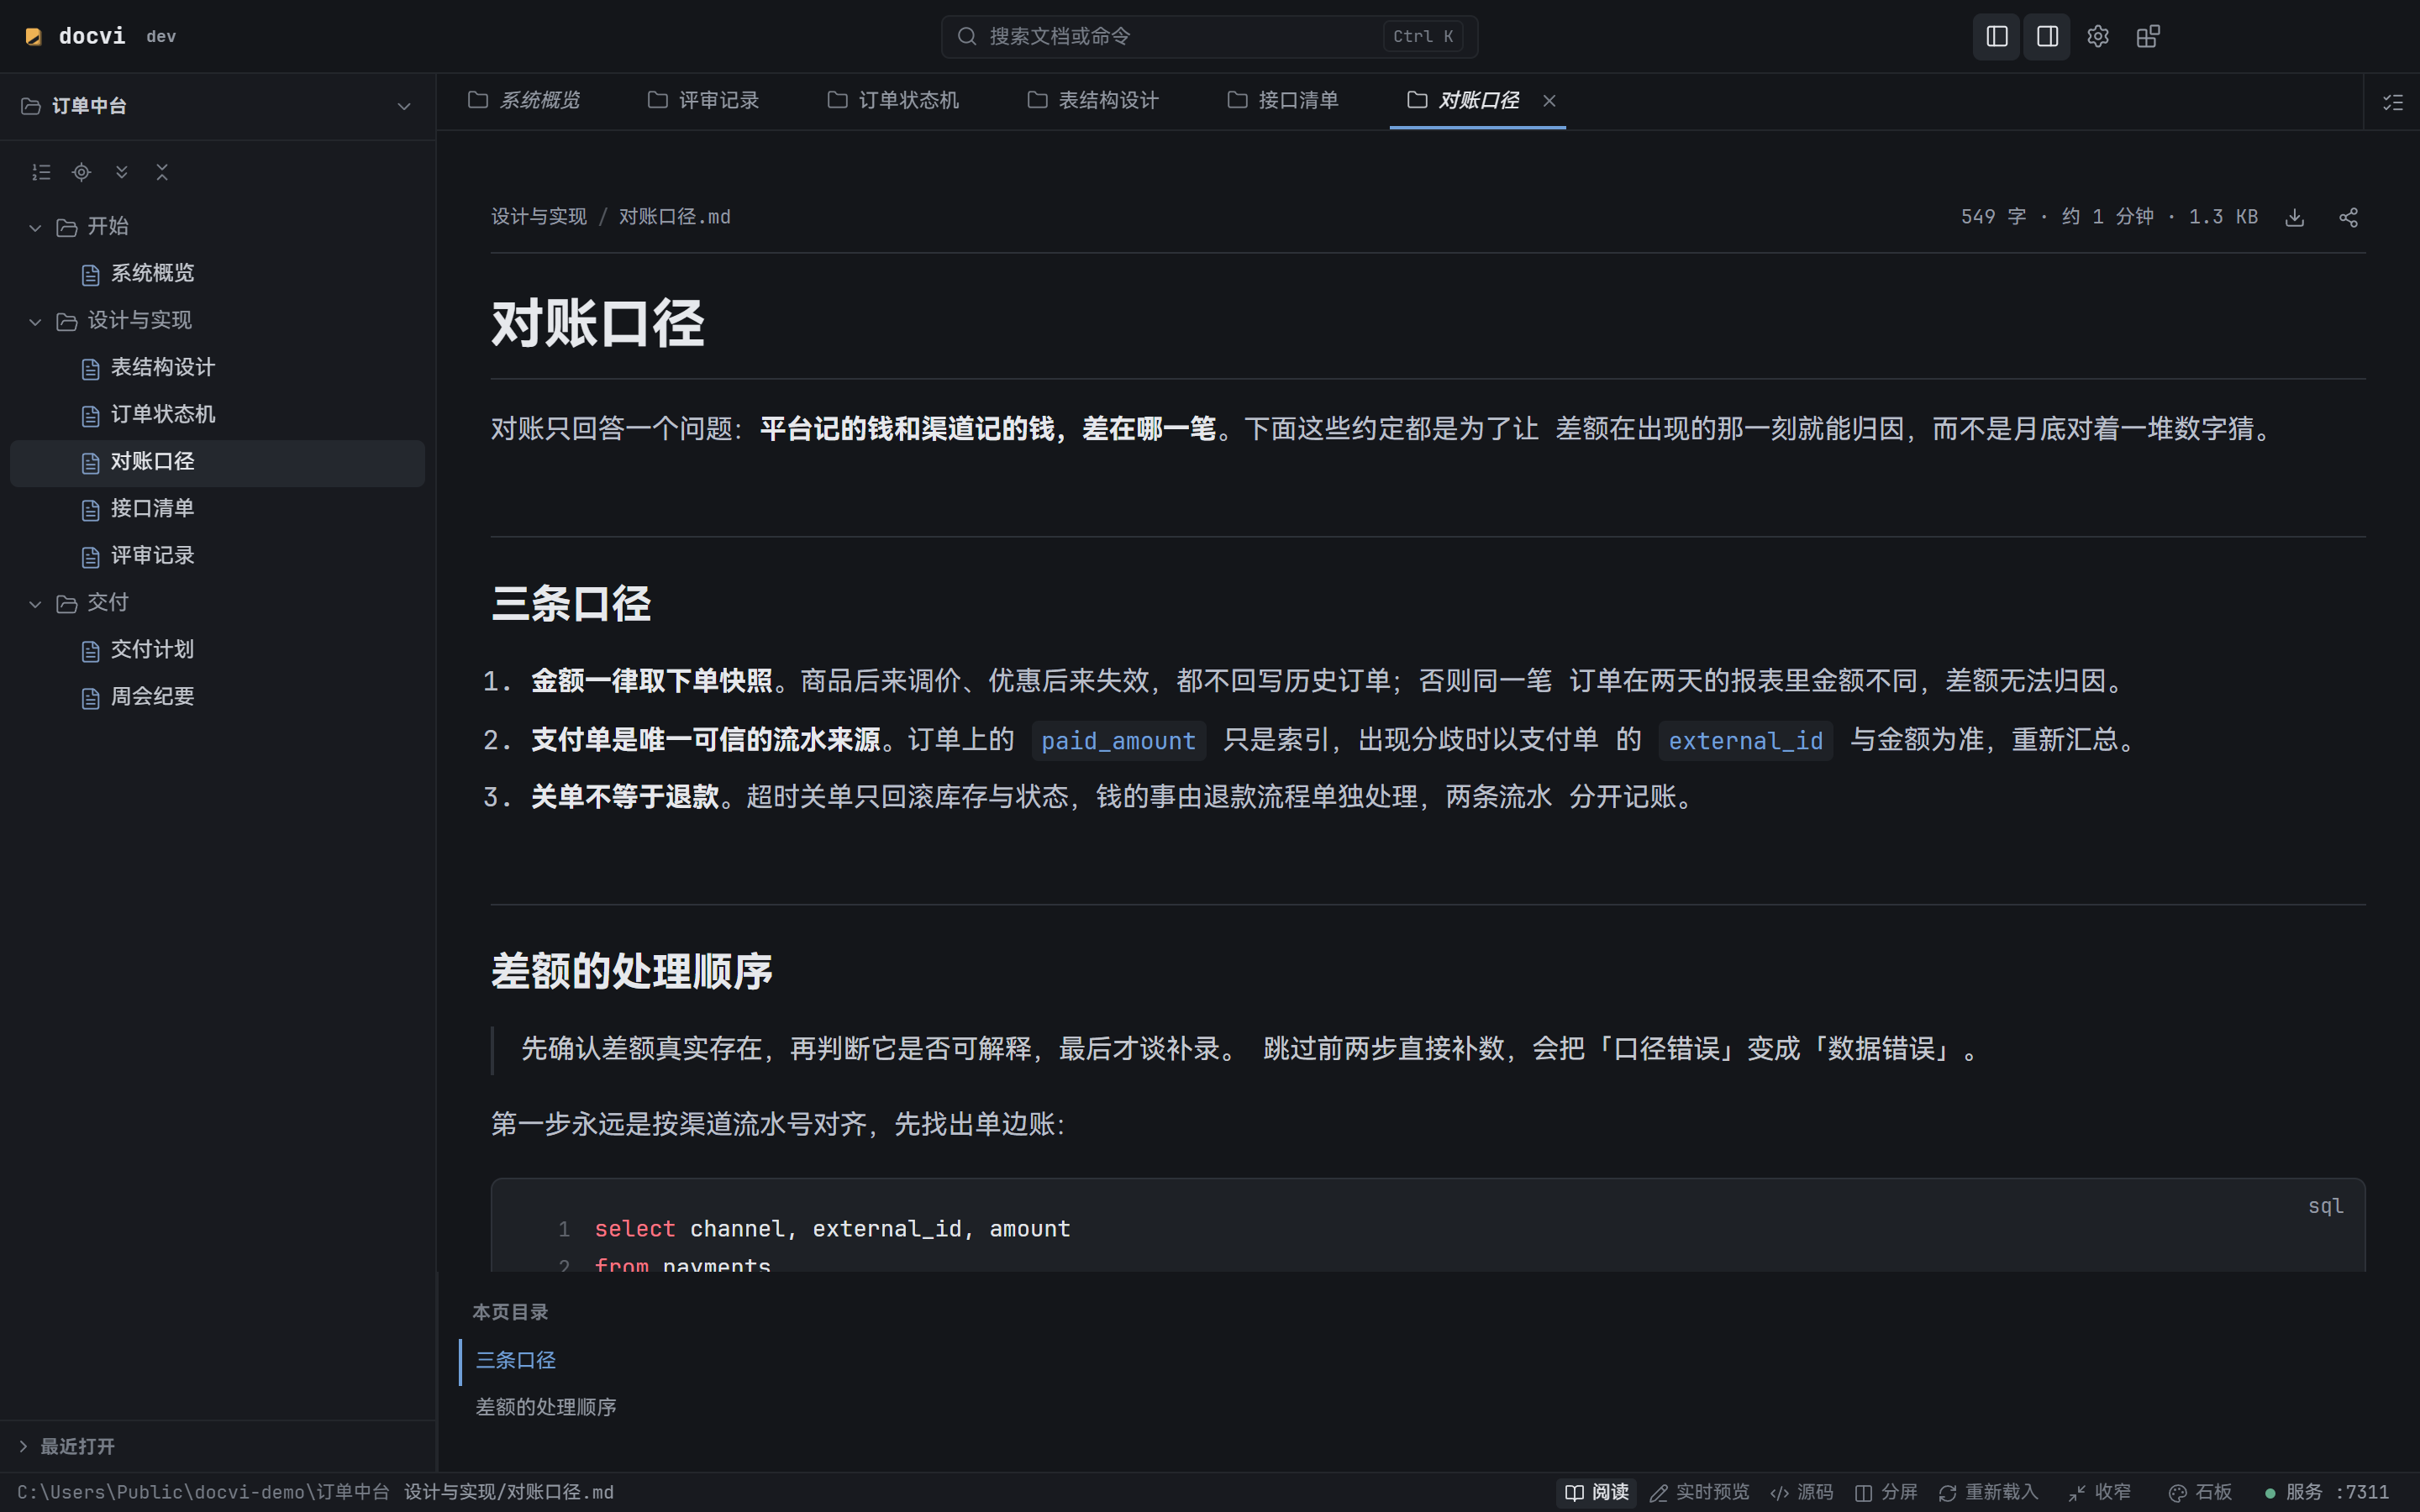 docvi dev
搜索文档或命令 Ctrl K
订单中台
系统概览 评审记录 订单状态机 表结构设计 接口清单 对账口径
开始
系统概览
设计与实现
表结构设计
订单状态机
对账口径
接口清单
评审记录
交付
交付计划
周会纪要
最近打开
设计与实现 / 对账口径.md
549 字 · 约 1 分钟 · 1.3 KB
对账口径
对账只回答一个问题：平台记的钱和渠道记的钱，差在哪一笔。下面这些约定都是为了让 差额在出现的那一刻就能归因，而不是月底对着一堆数字猜。
三条口径
1. 金额一律取下单快照。商品后来调价、优惠后来失效，都不回写历史订单；否则同一笔 订单在两天的报表里金额不同，差额无法归因。
2. 支付单是唯一可信的流水来源。订单上的 paid_amount 只是索引，出现分歧时以支付单 的 external_id 与金额为准，重新汇总。
3. 关单不等于退款。超时关单只回滚库存与状态，钱的事由退款流程单独处理，两条流水 分开记账。
差额的处理顺序
先确认差额真实存在，再判断它是否可解释，最后才谈补录。 跳过前两步直接补数，会把「口径错误」变成「数据错误」。
第一步永远是按渠道流水号对齐，先找出单边账：
sql
1 select channel, external_id, amount
2 from payments
本页目录
三条口径
差额的处理顺序
C:\Users\Public\docvi-demo\订单中台 设计与实现/对账口径.md
阅读 实时预览 源码 分屏 重新载入 收窄 石板 服务 :7311